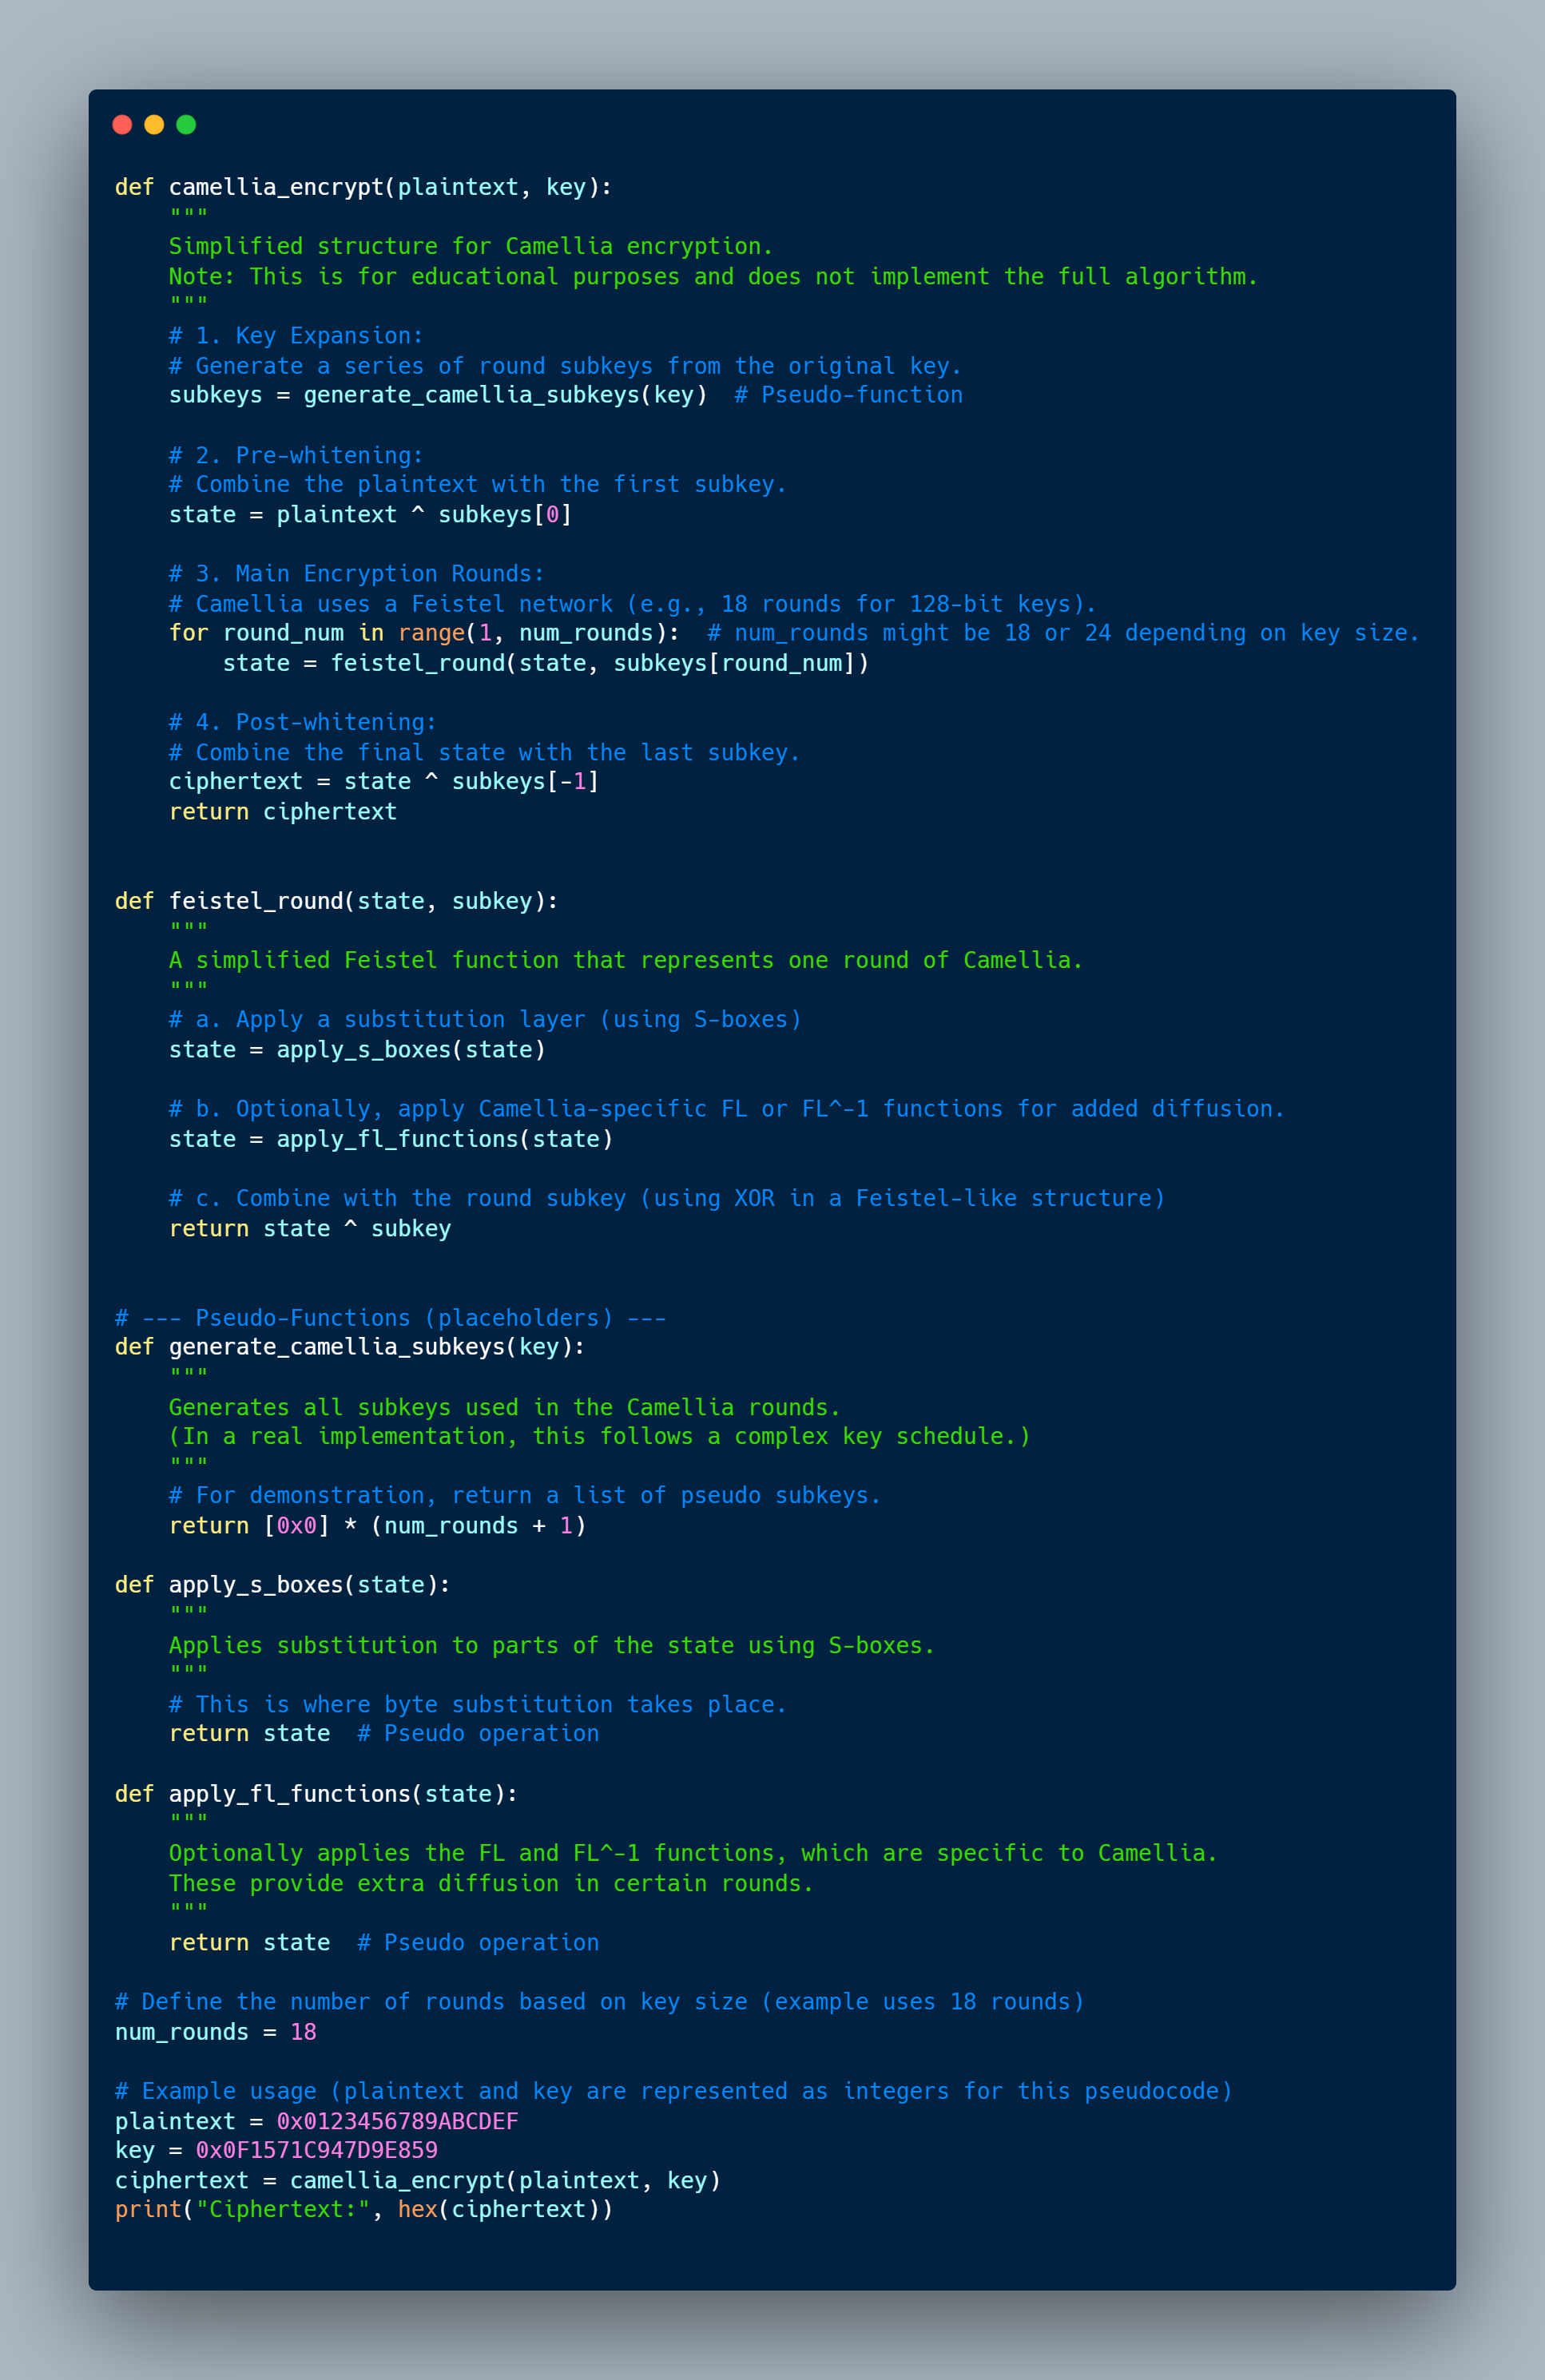 def camellia_encrypt(plaintext, key):
    """
    Simplified structure for Camellia encryption.
    Note: This is for educational purposes and does not implement the full algorithm.
    """
    # 1. Key Expansion:
    # Generate a series of round subkeys from the original key.
    subkeys = generate_camellia_subkeys(key)  # Pseudo-function

    # 2. Pre-whitening:
    # Combine the plaintext with the first subkey.
    state = plaintext ^ subkeys[0]

    # 3. Main Encryption Rounds:
    # Camellia uses a Feistel network (e.g., 18 rounds for 128-bit keys).
    for round_num in range(1, num_rounds):  # num_rounds might be 18 or 24 depending on key size.
        state = feistel_round(state, subkeys[round_num])

    # 4. Post-whitening:
    # Combine the final state with the last subkey.
    ciphertext = state ^ subkeys[-1]
    return ciphertext


def feistel_round(state, subkey):
    """
    A simplified Feistel function that represents one round of Camellia.
    """
    # a. Apply a substitution layer (using S-boxes)
    state = apply_s_boxes(state)

    # b. Optionally, apply Camellia-specific FL or FL^-1 functions for added diffusion.
    state = apply_fl_functions(state)

    # c. Combine with the round subkey (using XOR in a Feistel-like structure)
    return state ^ subkey


# --- Pseudo-Functions (placeholders) ---
def generate_camellia_subkeys(key):
    """
    Generates all subkeys used in the Camellia rounds.
    (In a real implementation, this follows a complex key schedule.)
    """
    # For demonstration, return a list of pseudo subkeys.
    return [0x0] * (num_rounds + 1)

def apply_s_boxes(state):
    """
    Applies substitution to parts of the state using S-boxes.
    """
    # This is where byte substitution takes place.
    return state  # Pseudo operation

def apply_fl_functions(state):
    """
    Optionally applies the FL and FL^-1 functions, which are specific to Camellia.
    These provide extra diffusion in certain rounds.
    """
    return state  # Pseudo operation

# Define the number of rounds based on key size (example uses 18 rounds)
num_rounds = 18

# Example usage (plaintext and key are represented as integers for this pseudocode)
plaintext = 0x0123456789ABCDEF
key = 0x0F1571C947D9E859
ciphertext = camellia_encrypt(plaintext, key)
print("Ciphertext:", hex(ciphertext))